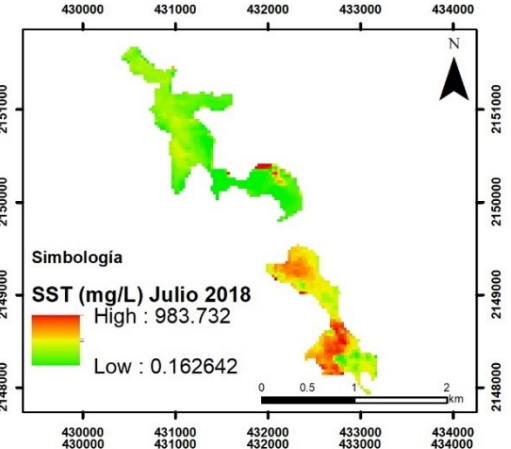 430000 431000 432000 433000 434000
N
2151000 2151000
2150000 2150000
2149000 2149000
2148000 2148000
Simbología
SST (mg/L) Julio 2018
High : 983.732
Low : 0.162642
0 0.5 1 2
km
430000 431000 432000 433000 434000
430000 431000 432000 433000 434000